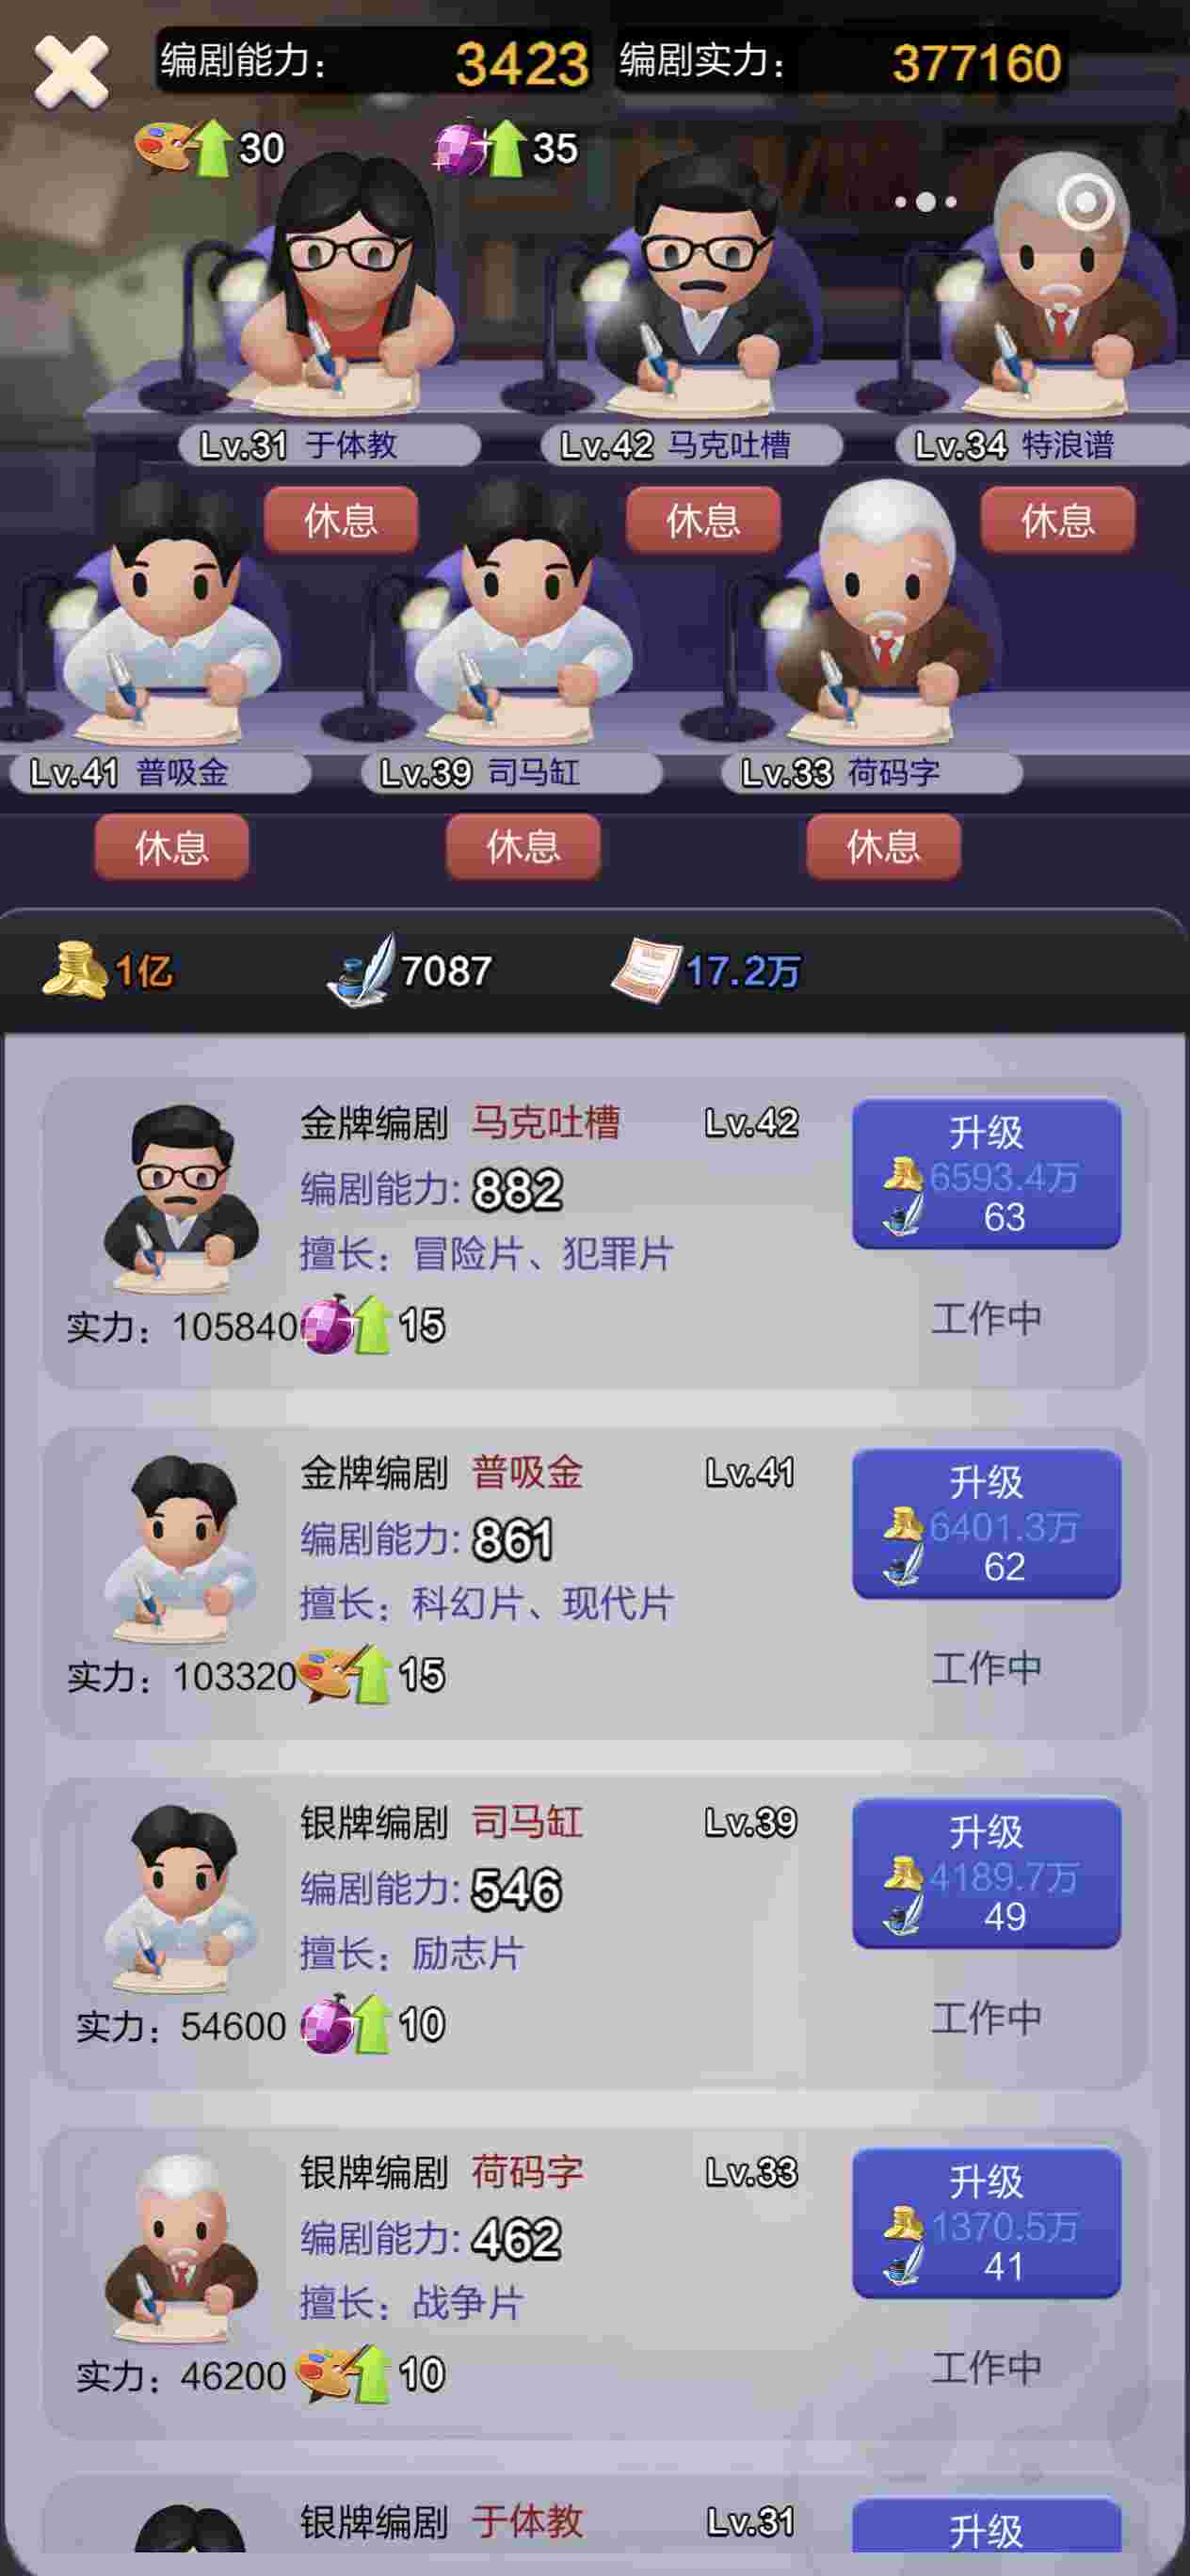 编剧能力： 3423 编剧实力： 377160
30 35
Lv.31 于体教 Lv.42 马克吐槽 Lv.34 特浪谱
休息 休息 休息
Lv.41 普吸金 Lv.39 司马缸 Lv.33 荷码字
休息 休息 休息
1亿 7087 17.2万
金牌编剧 马克吐槽 Lv.42 升级
6593.4万
编剧能力: 882 63
擅长：冒险片、犯罪片
实力：105840 15 工作中
金牌编剧 普吸金 Lv.41 升级
6401.3万
编剧能力: 861 62
擅长：科幻片、现代片
实力：103320 15 工作中
银牌编剧 司马缸 Lv.39 升级
4189.7万
编剧能力: 546 49
擅长：励志片
实力：54600 10 工作中
银牌编剧 荷码字 Lv.33 升级
1370.5万
编剧能力: 462 41
擅长：战争片
实力：46200 10 工作中
银牌编剧 于体教 Lv.31 升级